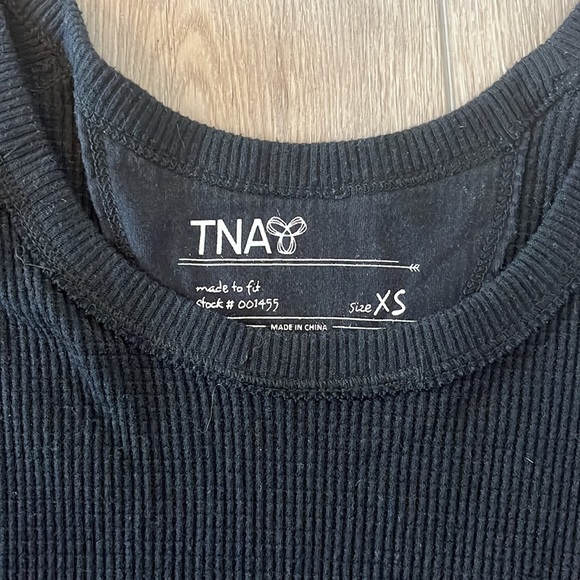 TNA
made to fit
stock # 001455
size XS
MADE IN CHINA